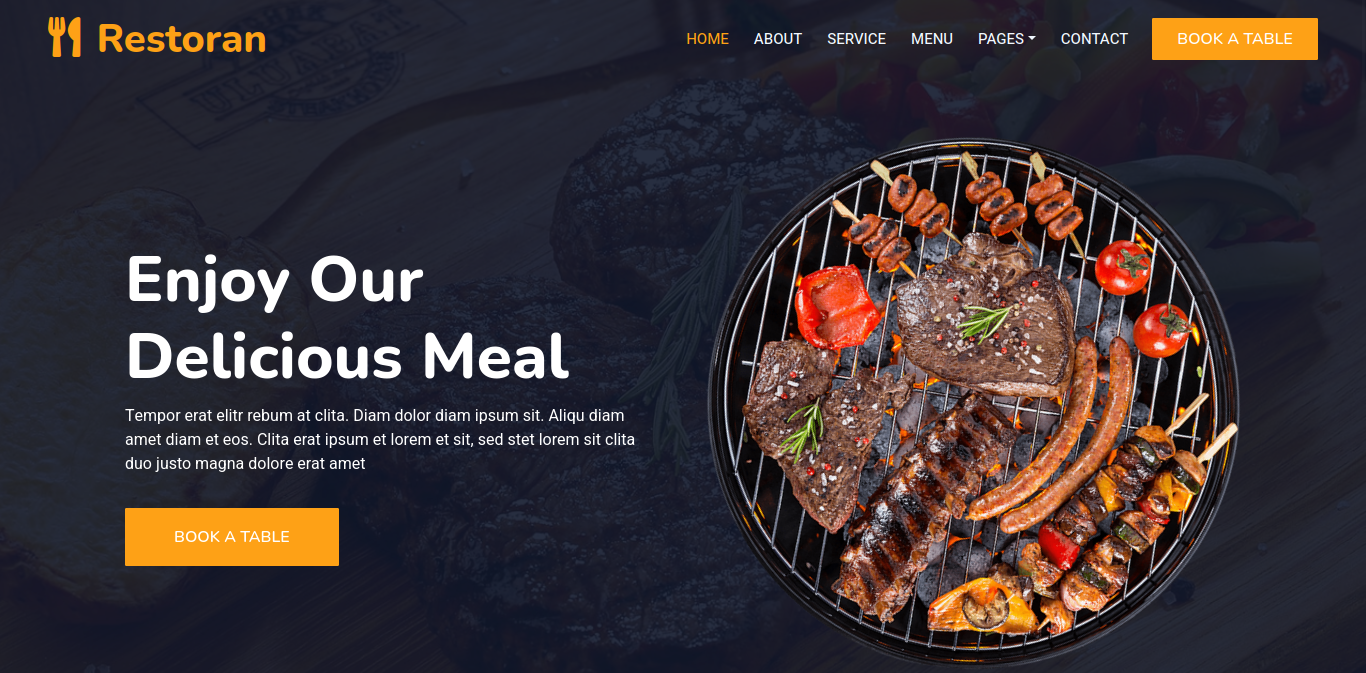 Restoran
HOME ABOUT SERVICE MENU PAGES CONTACT BOOK A TABLE
Enjoy Our
Delicious Meal
Tempor erat elitr rebum at clita. Diam dolor diam ipsum sit. Aliqu diam
amet diam et eos. Clita erat ipsum et lorem et sit, sed stet lorem sit clita
duo justo magna dolore erat amet
BOOK A TABLE